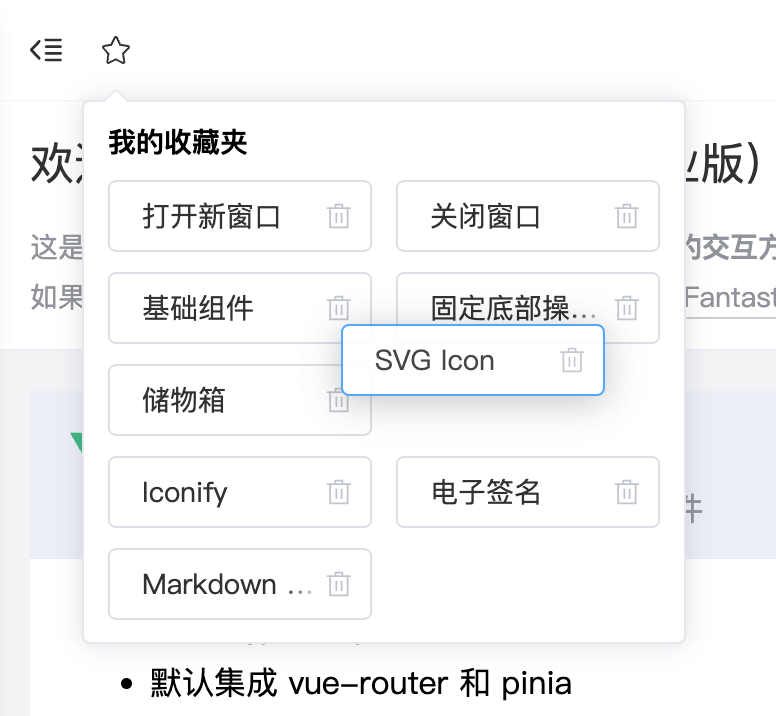 我的收藏夹
欢
业版)
打开新窗口
关闭窗口
这是
的交互方
如果
Fantast
基础组件
固定底部操...
SVG Icon
储物箱
Iconify
电子签名
件
Markdown ...
默认集成 vue-router 和 pinia